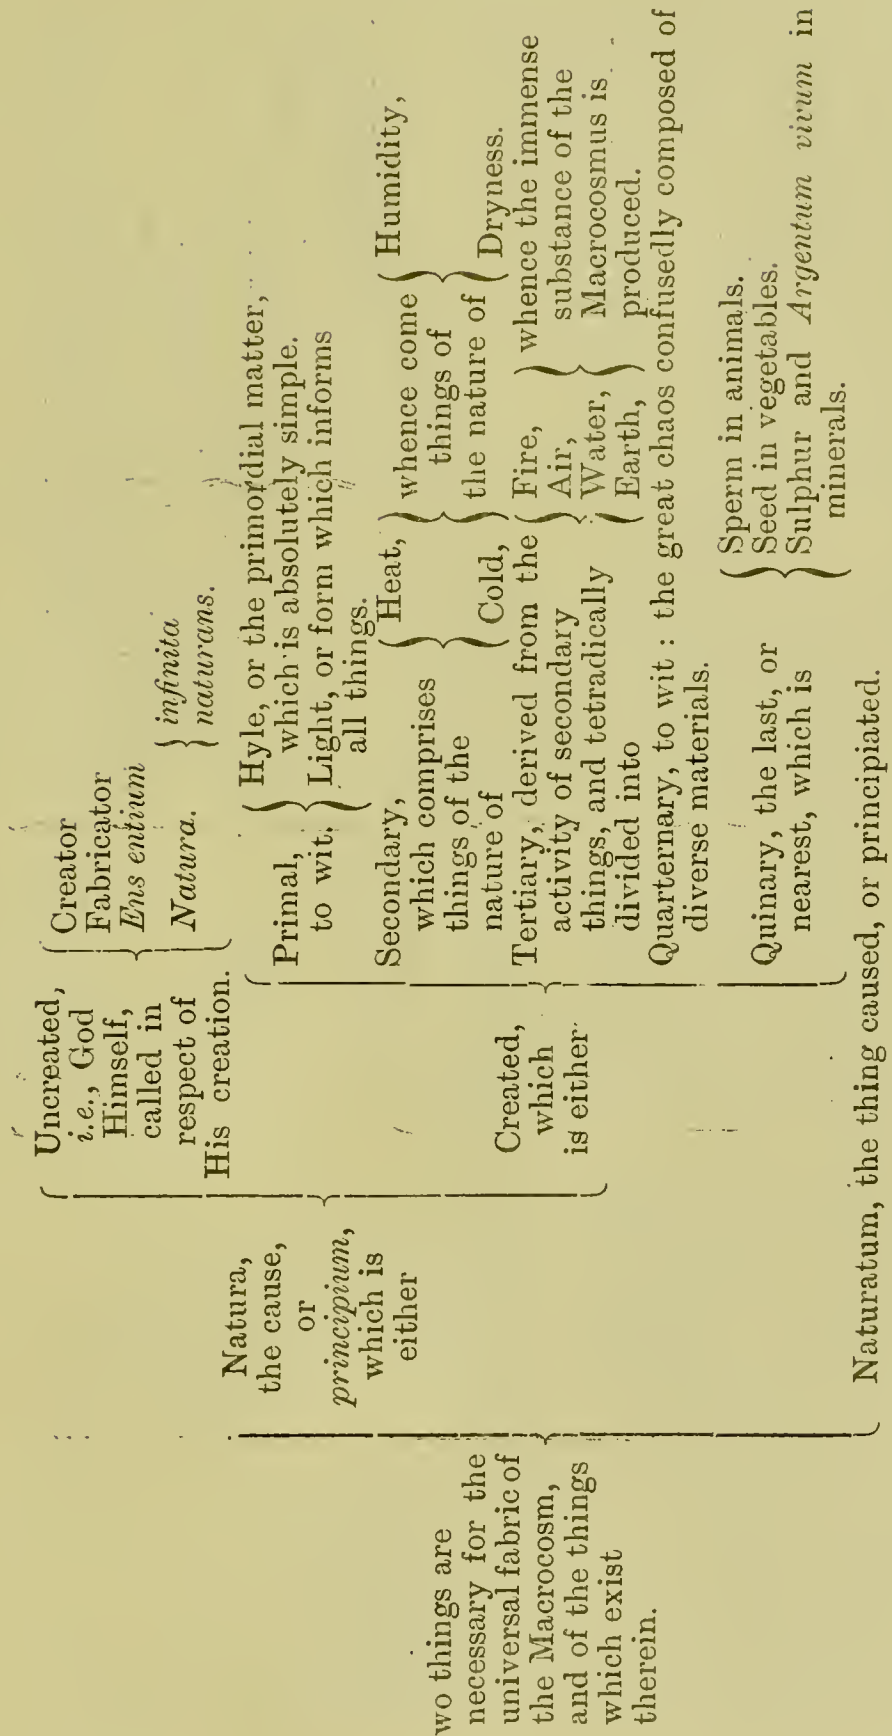 wo things are
necessary for the
universal fabric of
the Macrocosm,
and of the things
which exist
therein.
Natura,
the cause,
or
principium,
which is
either
Uncreated,
i.e., God
Himself,
called in
respect of
His creation.
Creator
Fabricator
Ens entium
Natura.
infinita
naturans.
Created,
which
is either
Primal,
to wit.
Hyle, or the primordial matter,
which is absolutely simple.
Light, or form which informs
all things.
Secondary,
which comprises
things of the
nature of
Heat,
Cold,
whence come
things of
the nature of
Humidity,
Dryness.
Tertiary, derived from the
activity of secondary
things, and tetradically
divided into
Fire,
Air,
Water,
Earth,
whence the immense
substance of the
Macrocosmus is
produced.
Quarternary, to wit : the great chaos confusedly composed of
diverse materials.
Quinary, the last, or
nearest, which is
Sperm in animals.
Seed in vegetables.
Sulphur and Argentum vivum in
minerals.
Naturatum, the thing caused, or principiated.